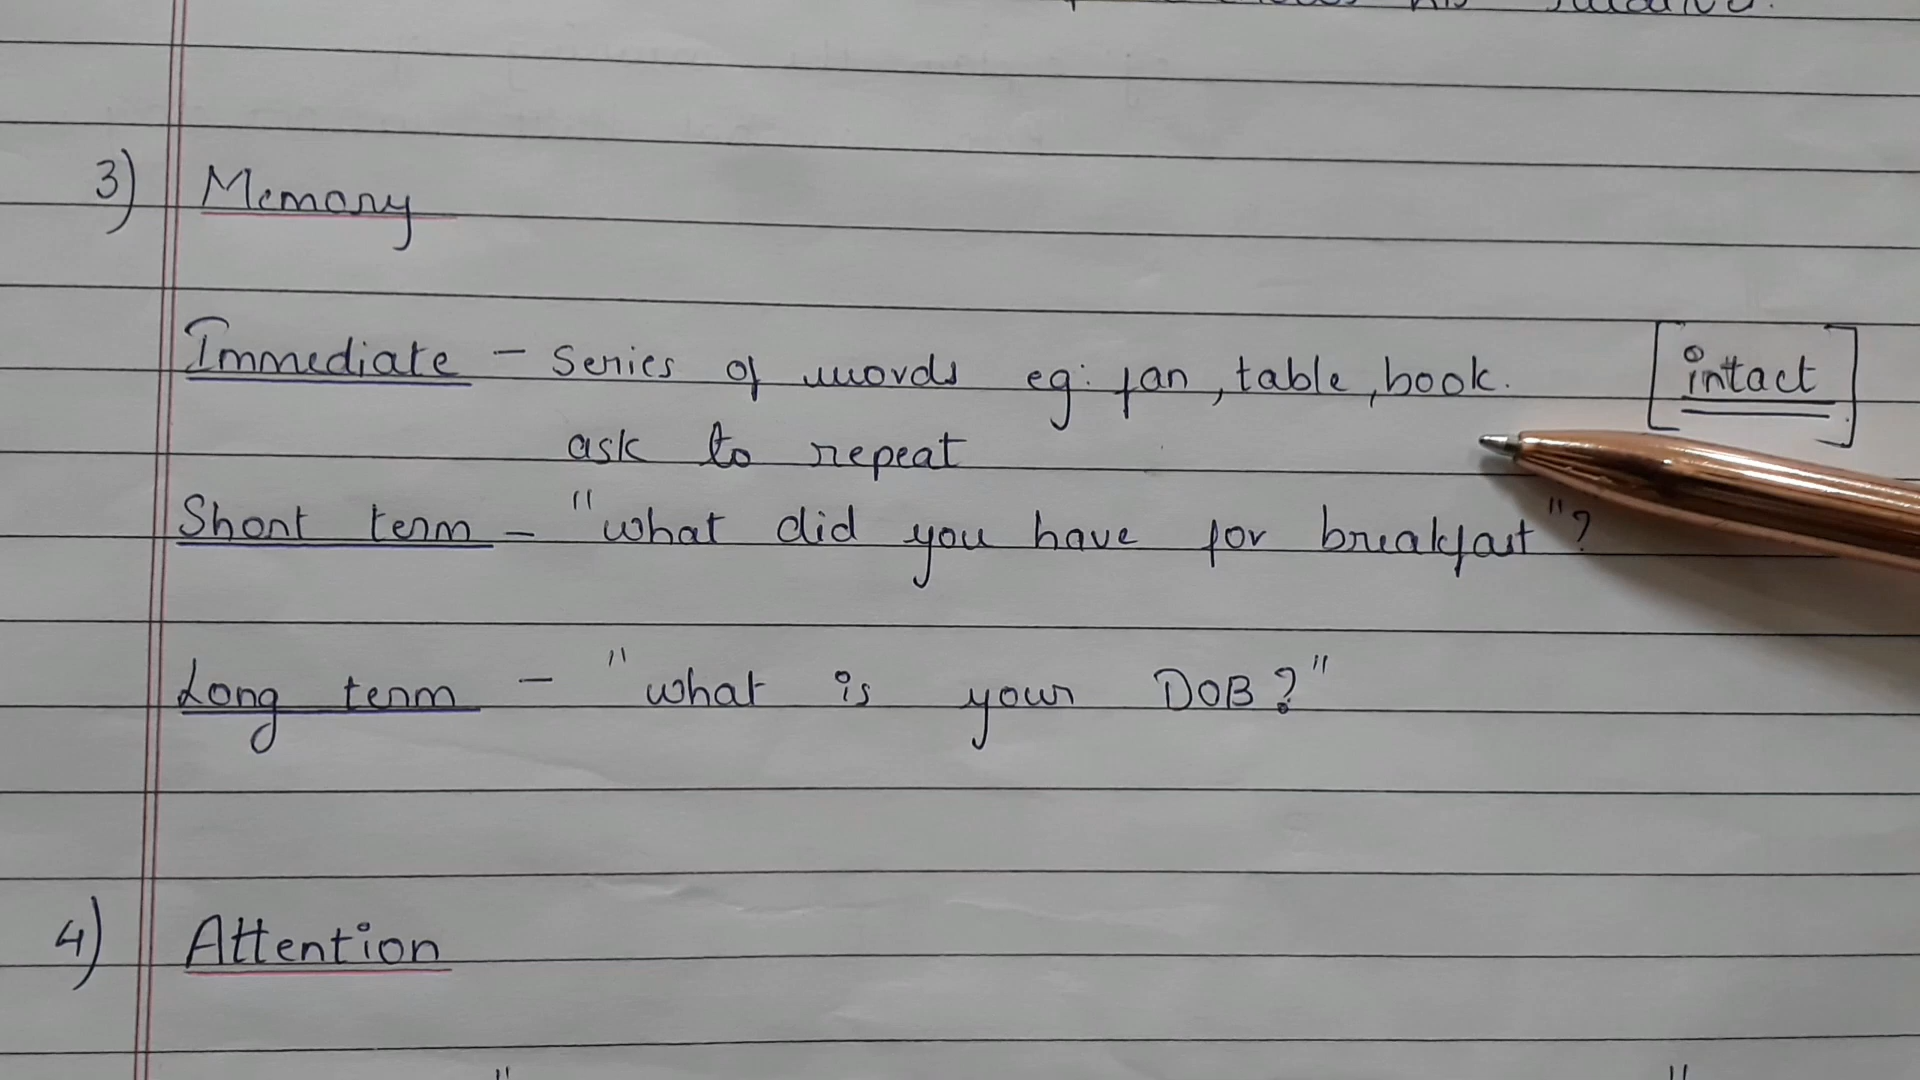 3) Memory
Immediate - series of words eg: fan, table, book. [intact]
ask to repeat
Short term - "what did you have for breakfast"?
Long term - "what is your DOB?"
4) Attention